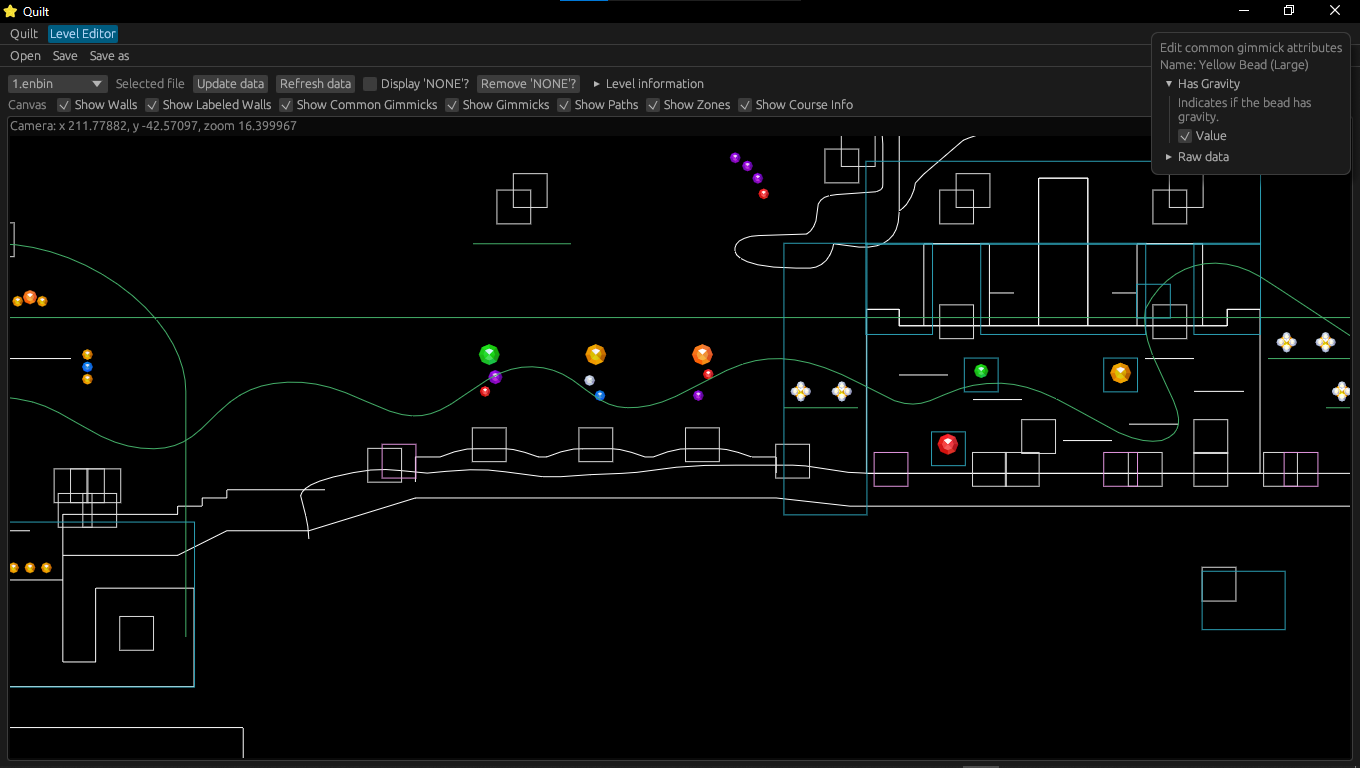 Quilt
Quilt Level Editor
Open Save Save as
1.enbin Selected file Update data Refresh data Display 'NONE'? Remove 'NONE'? Level information
Canvas Show Walls Show Labeled Walls Show Common Gimmicks Show Gimmicks Show Paths Show Zones Show Course Info
Camera: x 211.77882, y -42.57097, zoom 16.399967
Edit common gimmick attributes
Name: Yellow Bead (Large)
Has Gravity
Indicates if the bead has
gravity.
Value
Raw data